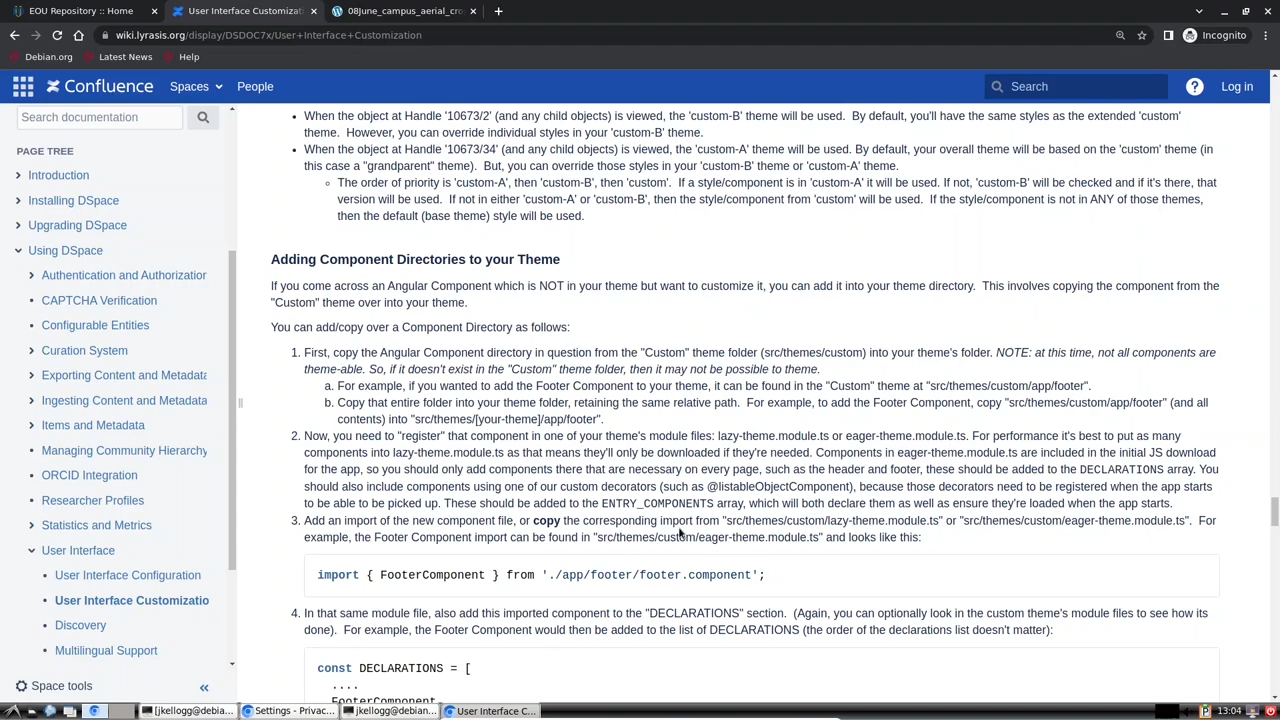 EOU Repository :: Home
User Interface Customizati
08June_campus_aerial_cro
wiki.lyrasis.org/display/DSDOC7x/User+Interface+Customization
Incognito
Debian.org
Latest News
Help
Confluence
Spaces
People
Search
Log in
Search documentation
PAGE TREE
Introduction
Installing DSpace
Upgrading DSpace
Using DSpace
Authentication and Authorization
CAPTCHA Verification
Configurable Entities
Curation System
Exporting Content and Metadata
Ingesting Content and Metadata
Items and Metadata
Managing Community Hierarchy
ORCID Integration
Researcher Profiles
Statistics and Metrics
User Interface
User Interface Configuration
User Interface Customizatio
Discovery
Multilingual Support
Space tools
When the object at Handle '10673/2' (and any child objects) is viewed, the 'custom-B' theme will be used. By default, you'll have the same styles as the extended 'custom'
theme. However, you can override individual styles in your 'custom-B' theme.
When the object at Handle '10673/34' (and any child objects) is viewed, the 'custom-A' theme will be used. By default, your overall theme will be based on the 'custom' theme (in
this case a "grandparent" theme). But, you can override those styles in your 'custom-B' theme or 'custom-A' theme.
The order of priority is 'custom-A', then 'custom-B', then 'custom'. If a style/component is in 'custom-A' it will be used. If not, 'custom-B' will be checked and if it's there, that
version will be used. If not in either 'custom-A' or 'custom-B', then the style/component from 'custom' will be used. If the style/component is not in ANY of those themes,
then the default (base theme) style will be used.
Adding Component Directories to your Theme
If you come across an Angular Component which is NOT in your theme but want to customize it, you can add it into your theme directory. This involves copying the component from the
"Custom" theme over into your theme.
You can add/copy over a Component Directory as follows:
1. First, copy the Angular Component directory in question from the "Custom" theme folder (src/themes/custom) into your theme's folder. NOTE: at this time, not all components are
theme-able. So, if it doesn't exist in the "Custom" theme folder, then it may not be possible to theme.
a. For example, if you wanted to add the Footer Component to your theme, it can be found in the "Custom" theme at "src/themes/custom/app/footer".
b. Copy that entire folder into your theme folder, retaining the same relative path. For example, to add the Footer Component, copy "src/themes/custom/app/footer" (and all
contents) into "src/themes/[your-theme]/app/footer".
2. Now, you need to "register" that component in one of your theme's module files: lazy-theme.module.ts or eager-theme.module.ts. For performance it's best to put as many
components into lazy-theme.module.ts as that means they'll only be downloaded if they're needed. Components in eager-theme.module.ts are included in the initial JS download
for the app, so you should only add components there that are necessary on every page, such as the header and footer, these should be added to the DECLARATIONS array. You
should also include components using one of our custom decorators (such as @listableObjectComponent), because those decorators need to be registered when the app starts
to be able to be picked up. These should be added to the ENTRY_COMPONENTS array, which will both declare them as well as ensure they're loaded when the app starts.
3. Add an import of the new component file, or copy the corresponding import from "src/themes/custom/lazy-theme.module.ts" or "src/themes/custom/eager-theme.module.ts". For
example, the Footer Component import can be found in "src/themes/custom/eager-theme.module.ts" and looks like this:
import { FooterComponent } from './app/footer/footer.component';
4. In that same module file, also add this imported component to the "DECLARATIONS" section. (Again, you can optionally look in the custom theme's module files to see how its
done). For example, the Footer Component would then be added to the list of DECLARATIONS (the order of the declarations list doesn't matter):
const DECLARATIONS = [
....
FooterComponent
[jkellogg@debia...
Settings - Privac...
jkellogg@debian...
User Interface C...
13:04